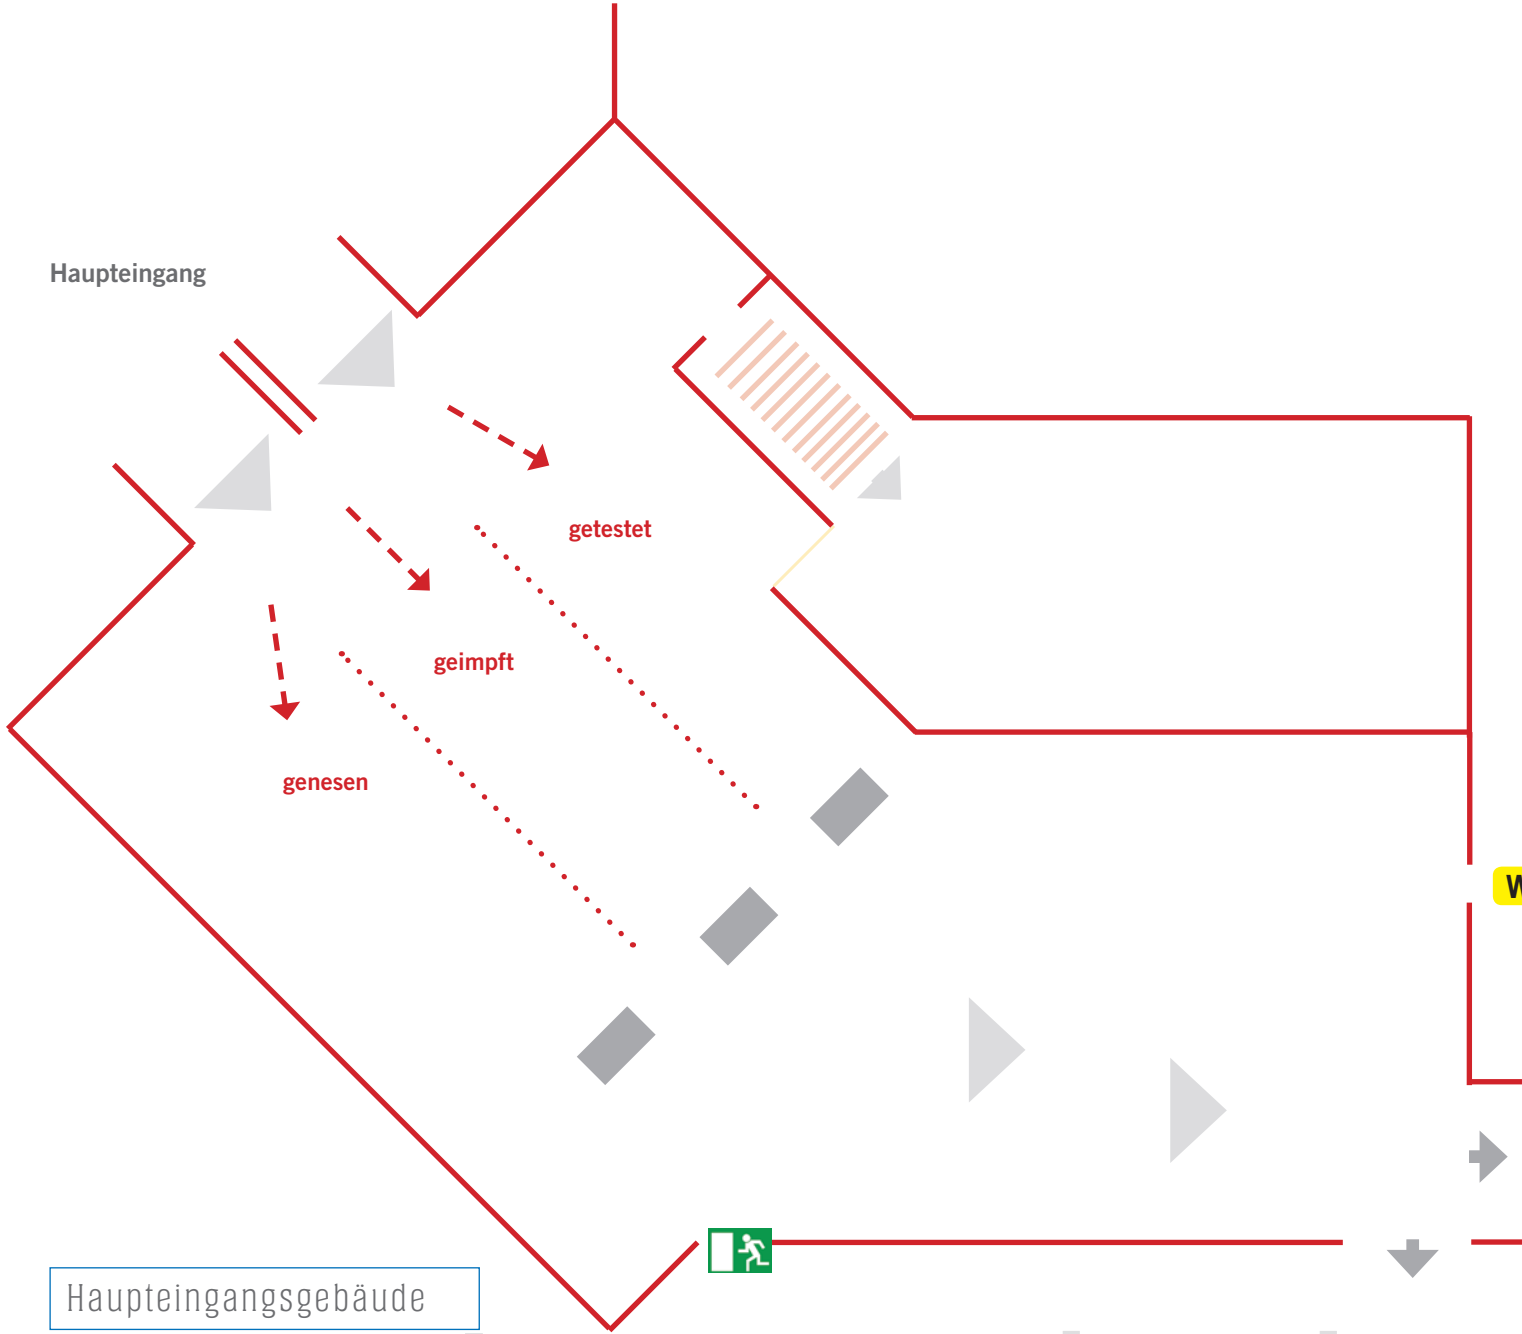 Haupteingang
getestet
geimpft
genesen
W
Haupteingangsgebäude